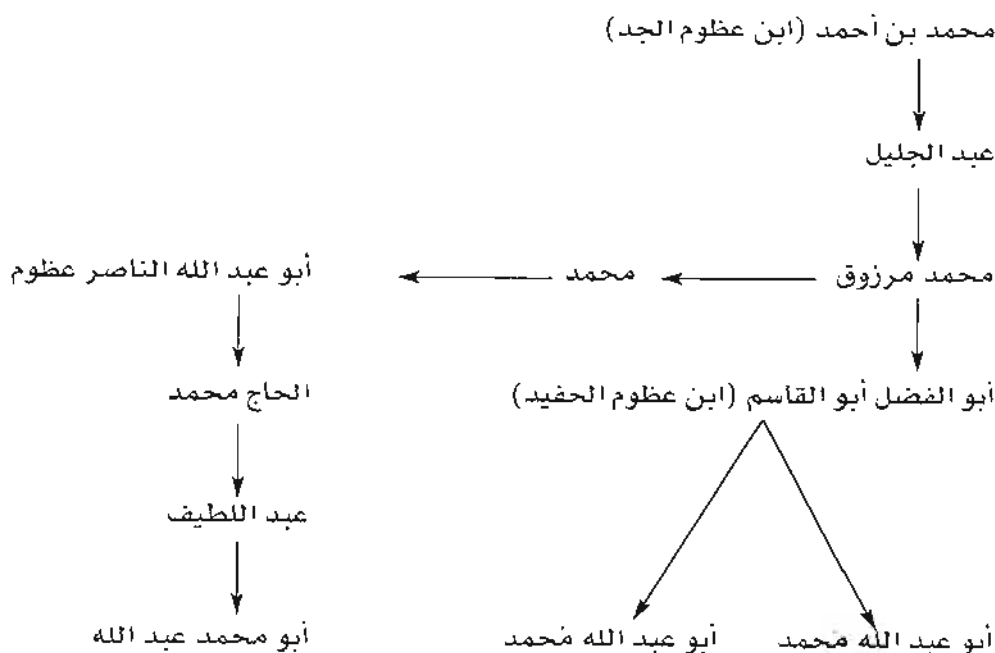 محمد بن أحمد (ابن عظوم الجد)
عبد الجليل
محمد مرزوق محمد أبو عبد الله الناصر عظوم
أبو الفضل أبو القاسم (ابن عظوم الحفيد) الحاج محمد
عبد اللطيف
أبو عبد الله محمد أبو عبد الله مُحمد أبو محمد عبد الله